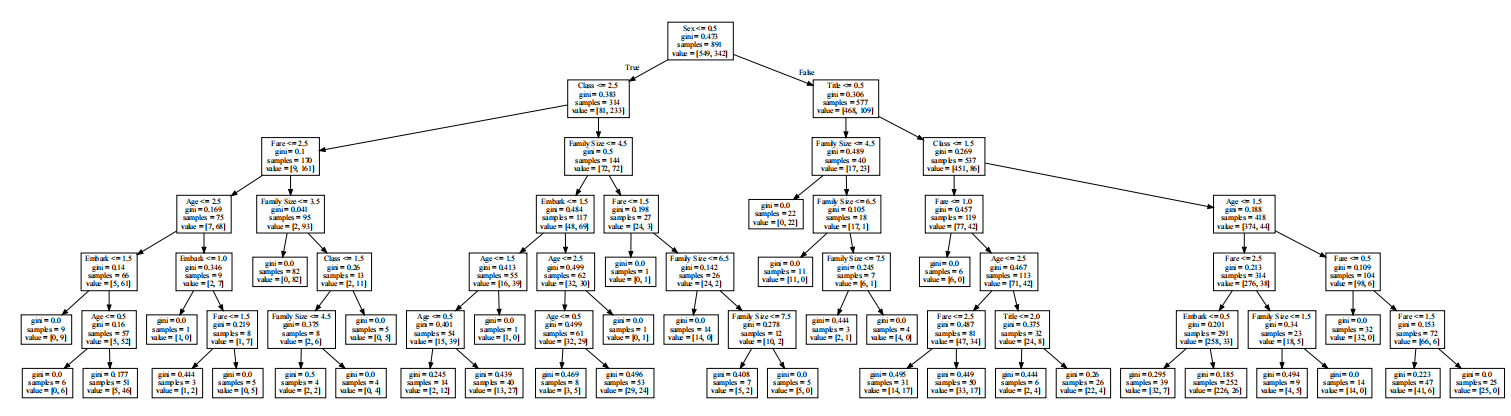 Sex <= 0.5
gini = 0.473
samples = 891
value = [549, 342]
True
False
Class <= 2.5
gini = 0.383
samples = 314
value = [81, 233]
Title <= 0.5
gini = 0.306
samples = 577
value = [468, 109]
Fare <= 2.5
gini = 0.1
samples = 170
value = [9, 161]
Family Size <= 4.5
gini = 0.5
samples = 144
value = [72, 72]
Family Size <= 4.5
gini = 0.489
samples = 40
value = [17, 23]
Class <= 1.5
gini = 0.269
samples = 537
value = [451, 86]
Age <= 2.5
gini = 0.169
samples = 75
value = [7, 68]
Family Size <= 3.5
gini = 0.041
samples = 95
value = [2, 93]
Embark <= 1.5
gini = 0.484
samples = 117
value = [48, 69]
Fare <= 1.5
gini = 0.198
samples = 27
value = [24, 3]
gini = 0.0
samples = 22
value = [0, 22]
Family Size <= 6.5
gini = 0.105
samples = 18
value = [17, 1]
Fare <= 1.0
gini = 0.457
samples = 119
value = [77, 42]
Age <= 1.5
gini = 0.188
samples = 418
value = [374, 44]
Embark <= 1.5
gini = 0.14
samples = 66
value = [5, 61]
Embark <= 1.0
gini = 0.346
samples = 9
value = [2, 7]
gini = 0.0
samples = 82
value = [0, 82]
Class <= 1.5
gini = 0.26
samples = 13
value = [2, 11]
Age <= 1.5
gini = 0.413
samples = 55
value = [16, 39]
Age <= 2.5
gini = 0.499
samples = 62
value = [32, 30]
gini = 0.0
samples = 1
value = [0, 1]
Family Size <= 6.5
gini = 0.142
samples = 26
value = [24, 2]
gini = 0.0
samples = 11
value = [11, 0]
Family Size <= 7.5
gini = 0.245
samples = 7
value = [6, 1]
gini = 0.0
samples = 6
value = [6, 0]
Age <= 2.5
gini = 0.467
samples = 113
value = [71, 42]
Fare <= 2.5
gini = 0.213
samples = 314
value = [276, 38]
Fare <= 0.5
gini = 0.109
samples = 104
value = [98, 6]
gini = 0.0
samples = 9
value = [0, 9]
Age <= 0.5
gini = 0.16
samples = 57
value = [5, 52]
gini = 0.0
samples = 1
value = [1, 0]
Fare <= 1.5
gini = 0.219
samples = 8
value = [1, 7]
Family Size <= 4.5
gini = 0.375
samples = 8
value = [2, 6]
gini = 0.0
samples = 5
value = [0, 5]
Age <= 0.5
gini = 0.401
samples = 54
value = [15, 39]
gini = 0.0
samples = 1
value = [1, 0]
Age <= 0.5
gini = 0.499
samples = 61
value = [32, 29]
gini = 0.0
samples = 1
value = [0, 1]
gini = 0.0
samples = 14
value = [14, 0]
Family Size <= 7.5
gini = 0.278
samples = 12
value = [10, 2]
gini = 0.444
samples = 3
value = [2, 1]
gini = 0.0
samples = 4
value = [4, 0]
Fare <= 2.5
gini = 0.487
samples = 81
value = [47, 34]
Title <= 2.0
gini = 0.375
samples = 32
value = [24, 8]
Embark <= 0.5
gini = 0.201
samples = 291
value = [258, 33]
Family Size <= 1.5
gini = 0.34
samples = 23
value = [18, 5]
gini = 0.0
samples = 32
value = [32, 0]
Fare <= 1.5
gini = 0.153
samples = 72
value = [66, 6]
gini = 0.0
samples = 6
value = [0, 6]
gini = 0.177
samples = 51
value = [5, 46]
gini = 0.444
samples = 3
value = [1, 2]
gini = 0.0
samples = 5
value = [0, 5]
gini = 0.5
samples = 4
value = [2, 2]
gini = 0.0
samples = 4
value = [0, 4]
gini = 0.245
samples = 14
value = [2, 12]
gini = 0.439
samples = 40
value = [13, 27]
gini = 0.469
samples = 8
value = [3, 5]
gini = 0.496
samples = 53
value = [29, 24]
gini = 0.408
samples = 7
value = [5, 2]
gini = 0.0
samples = 5
value = [5, 0]
gini = 0.495
samples = 31
value = [14, 17]
gini = 0.449
samples = 50
value = [33, 17]
gini = 0.444
samples = 6
value = [2, 4]
gini = 0.26
samples = 26
value = [22, 4]
gini = 0.295
samples = 39
value = [32, 7]
gini = 0.185
samples = 252
value = [226, 26]
gini = 0.494
samples = 9
value = [4, 5]
gini = 0.0
samples = 14
value = [14, 0]
gini = 0.223
samples = 47
value = [41, 6]
gini = 0.0
samples = 25
value = [25, 0]